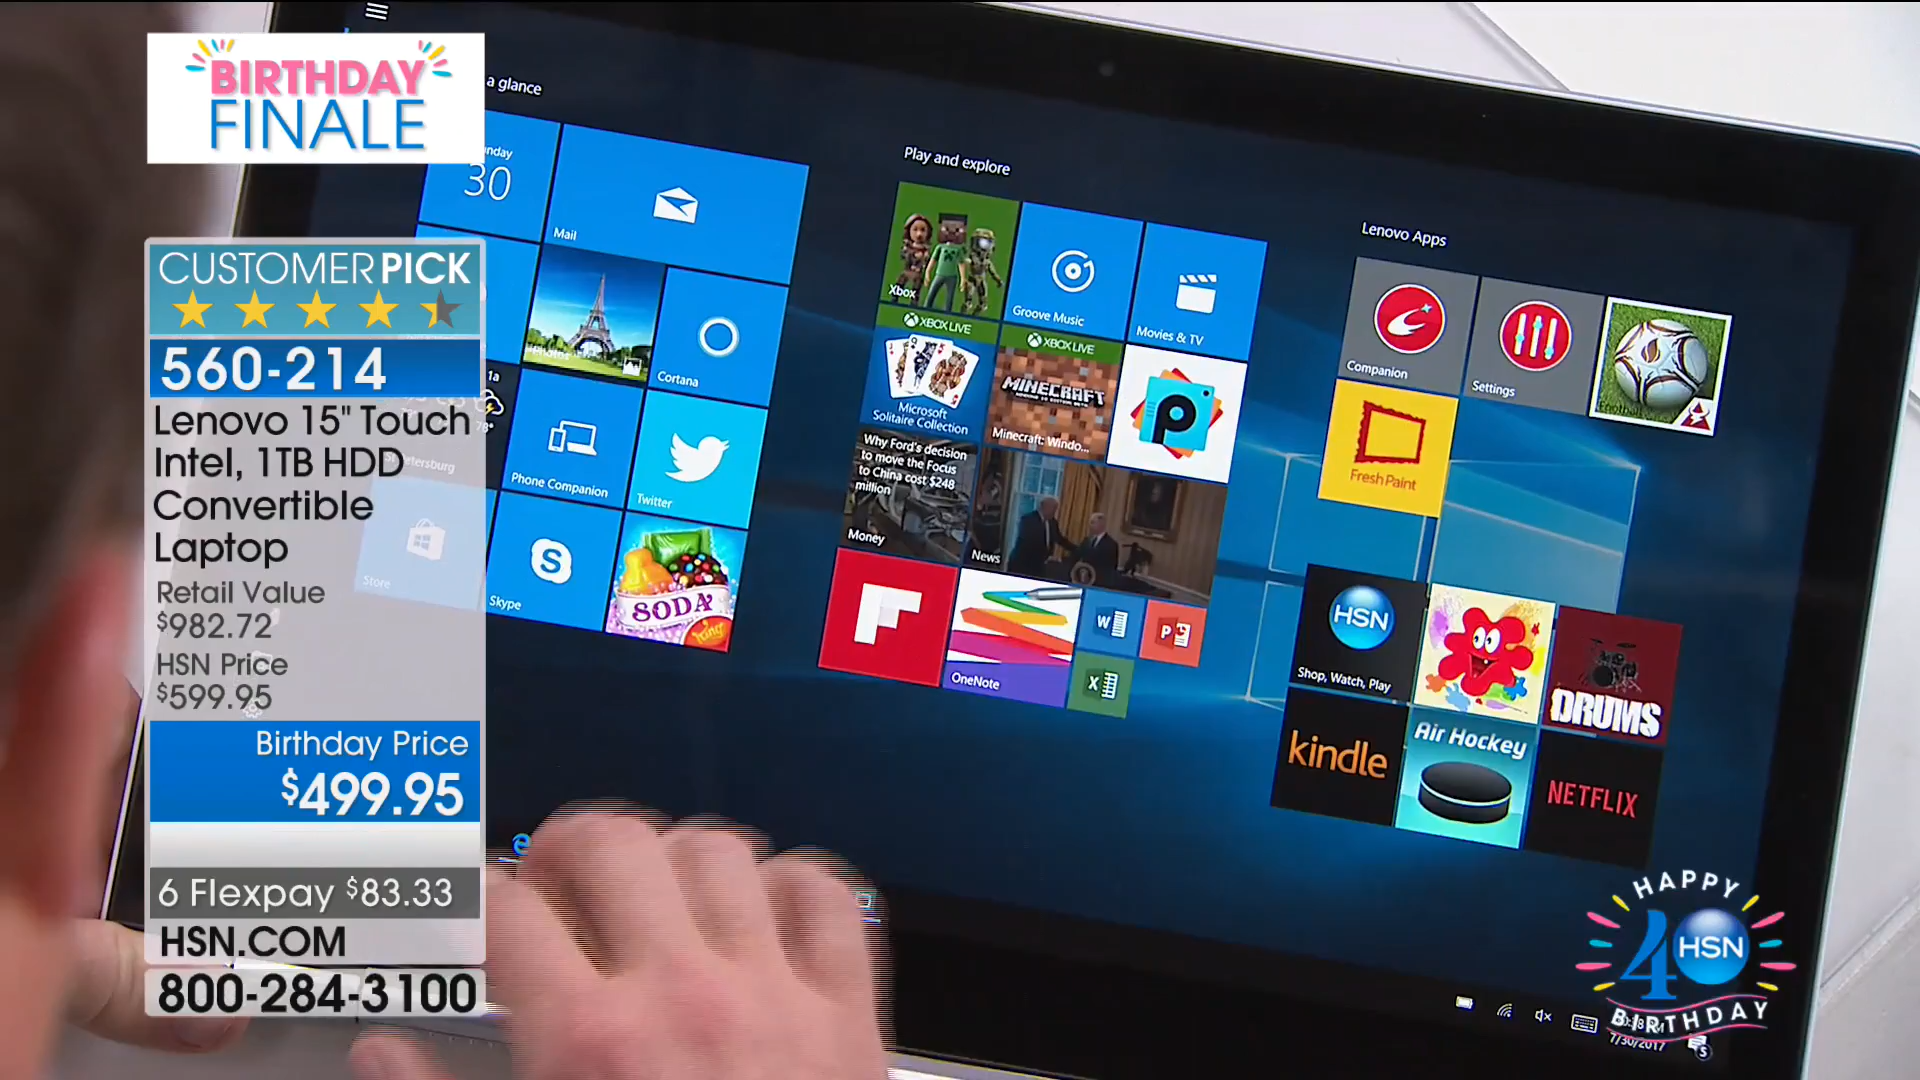 BIRTHDAY
FINALE
CUSTOMER PICK
560-214
Lenovo 15" Touch
Intel, 1TB HDD
Convertible
Laptop
Retail Value
$982.72
HSN Price
$599.95
Birthday Price
$499.95
6 Flexpay $83.33
HSN.COM
800-284-3100
a glance
30
Mail
Cortana
Phone Companion
Twitter
Store
Skype
SODA
King
Play and explore
Xbox
Groove Music
Movies & TV
XBOX LIVE
Microsoft
Solitaire Collection
XBOX LIVE
MINECRAFT
Minecraft: Windo...
Why Ford's decision
to move the Focus
to China cost $248
million
Money
News
OneNote
Lenovo Apps
Companion
Settings
Fresh Paint
HSN
Shop, Watch, Play
DRUMS
kindle
Air Hockey
NETFLIX
7/30/2017
HAPPY
40
HSN
BIRTHDAY